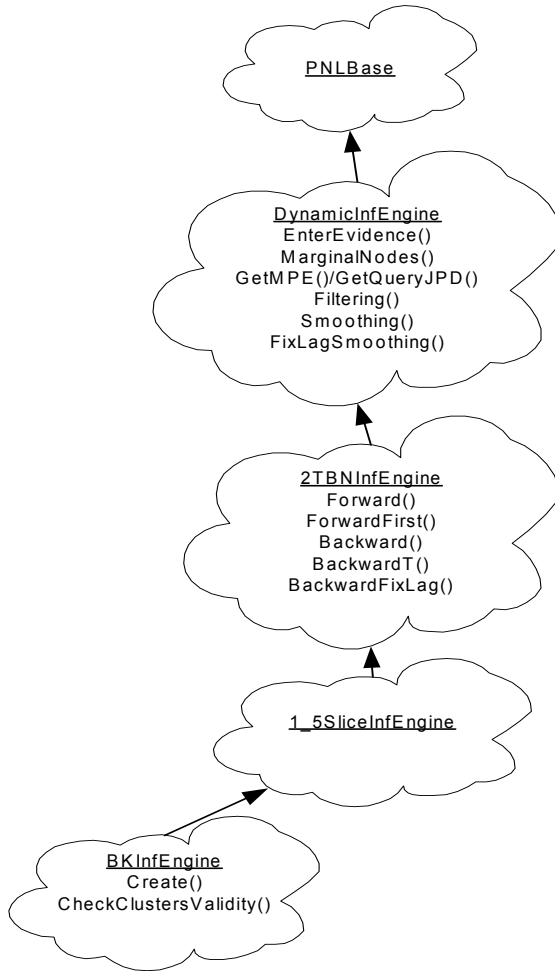 PNLBase
DynamicInfEngine
EnterEvidence()
MarginalNodes()
GetMPE()/GetQueryJPD()
Filtering()
Smoothing()
FixLagSmoothing()
2TBNInfEngine
Forward()
ForwardFirst()
Backward()
BackwardT()
BackwardFixLag()
1_5SliceInfEngine
BKInfEngine
Create()
CheckClustersValidity()